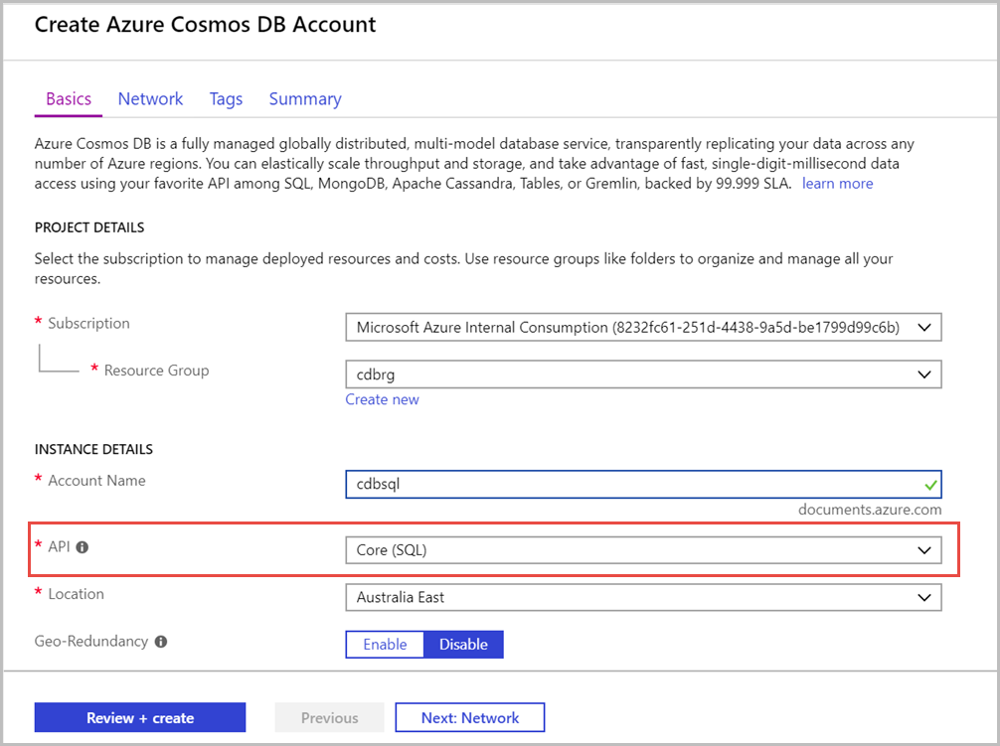 Create Azure Cosmos DB Account
Basics Network Tags Summary
Azure Cosmos DB is a fully managed globally distributed, multi-model database service, transparently replicating your data across any
number of Azure regions. You can elastically scale throughput and storage, and take advantage of fast, single-digit-millisecond data
access using your favorite API among SQL, MongoDB, Apache Cassandra, Tables, or Gremlin, backed by 99.999 SLA. learn more
PROJECT DETAILS
Select the subscription to manage deployed resources and costs. Use resource groups like folders to organize and manage all your
resources.
* Subscription Microsoft Azure Internal Consumption (8232fc61-251d-4438-9a5d-be1799d99c6b)
* Resource Group cdbrg
Create new
INSTANCE DETAILS
* Account Name cdbsql
documents.azure.com
* API Core (SQL)
* Location Australia East
Geo-Redundancy Enable Disable
Review + create Previous Next: Network